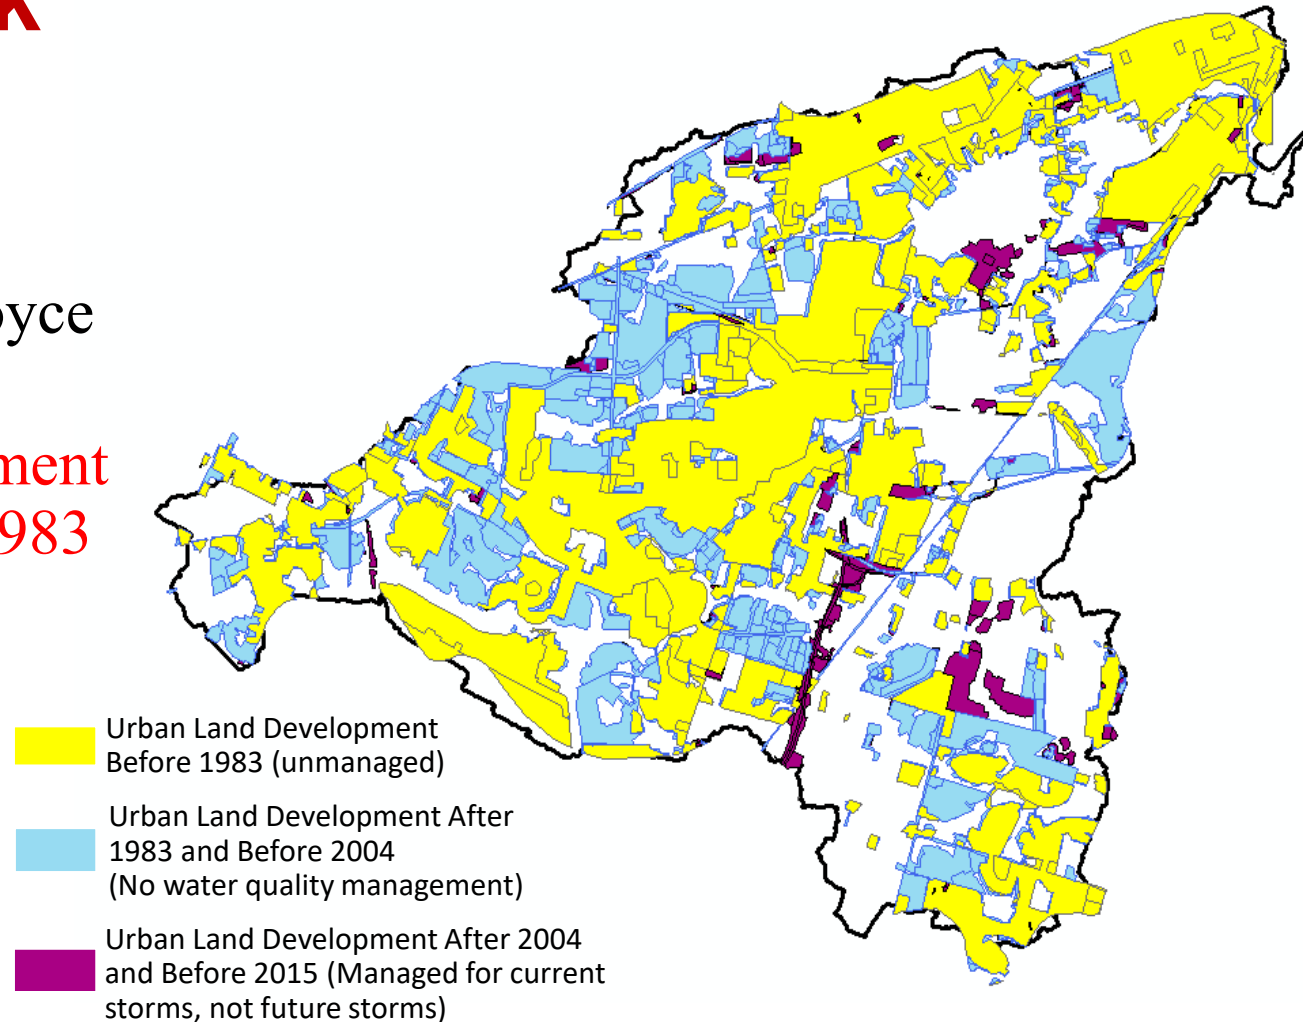 oyce
ment
983
Urban Land Development
Before 1983 (unmanaged)
Urban Land Development After
1983 and Before 2004
(No water quality management)
Urban Land Development After 2004
and Before 2015 (Managed for current
storms, not future storms)